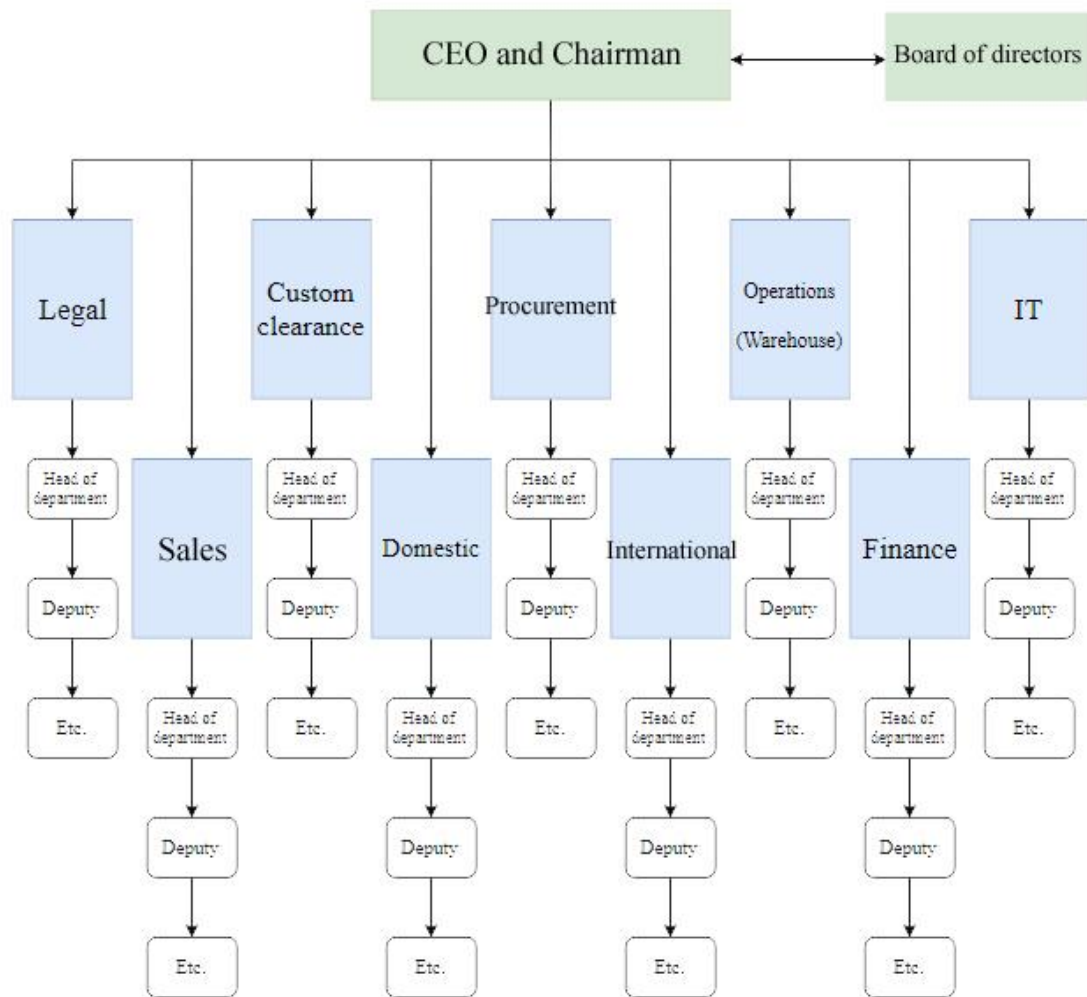 CEO and Chairman
Board of directors
Legal
Custom
clearance
Procurement
Operations
(Warehouse)
IT
Head of
department
Head of
department
Head of
department
Head of
department
Head of
department
Sales
Domestic
International
Finance
Deputy
Deputy
Deputy
Deputy
Deputy
Etc.
Etc.
Etc.
Etc.
Etc.
Head of
department
Head of
department
Head of
department
Head of
department
Deputy
Deputy
Deputy
Deputy
Etc.
Etc.
Etc.
Etc.